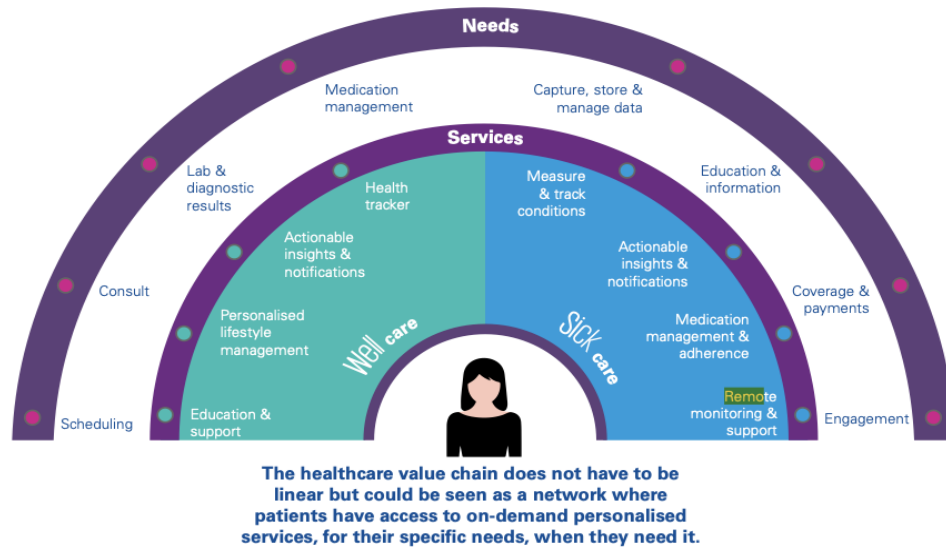 Needs
Medication
management
Capture, store &
manage data
Services
Lab &
diagnostic
results
Health
tracker
Measure
& track
conditions
Education &
information
Actionable
insights &
notifications
Actionable
insights &
notifications
Consult
Personalised
lifestyle
management
Well care
Sick care
Medication
management &
adherence
Coverage &
payments
Scheduling
Education &
support
Remote
monitoring &
support
Engagement
The healthcare value chain does not have to be
linear but could be seen as a network where
patients have access to on-demand personalised
services, for their specific needs, when they need it.